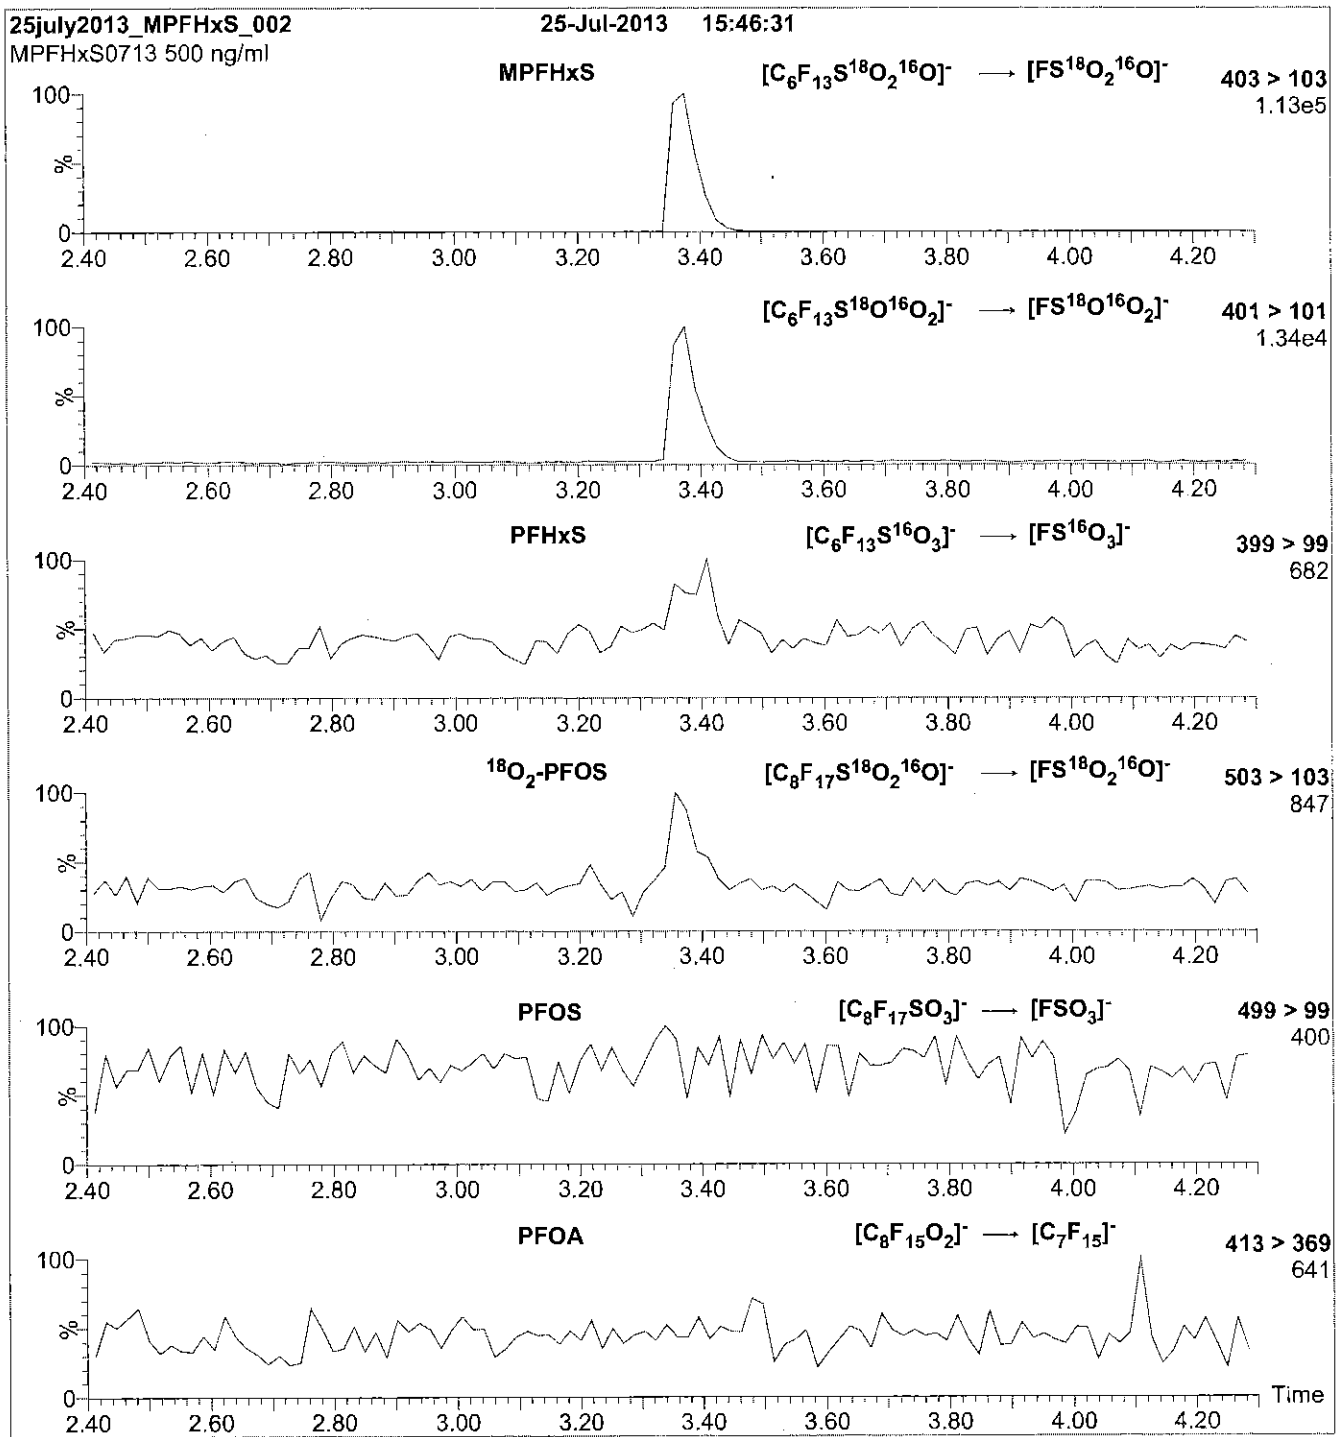 25july2013_MPFHxS_002 25-Jul-2013 15:46:31
MPFHxS0713 500 ng/ml
MPFHxS [C₆F₁₃S¹⁸O₂¹⁶O]⁻ → [FS¹⁸O₂¹⁶O]⁻ 403 > 103
1.13e5
100
%
0
2.40 2.60 2.80 3.00 3.20 3.40 3.60 3.80 4.00 4.20
[C₆F₁₃S¹⁸O¹⁶O₂]⁻ → [FS¹⁸O¹⁶O₂]⁻ 401 > 101
1.34e4
100
%
0
2.40 2.60 2.80 3.00 3.20 3.40 3.60 3.80 4.00 4.20
PFHxS [C₆F₁₃S¹⁶O₃]⁻ → [FS¹⁶O₃]⁻ 399 > 99
682
100
%
0
2.40 2.60 2.80 3.00 3.20 3.40 3.60 3.80 4.00 4.20
¹⁸O₂-PFOS [C₈F₁₇S¹⁸O₂¹⁶O]⁻ → [FS¹⁸O₂¹⁶O]⁻ 503 > 103
847
100
%
0
2.40 2.60 2.80 3.00 3.20 3.40 3.60 3.80 4.00 4.20
PFOS [C₈F₁₇SO₃]⁻ → [FSO₃]⁻ 499 > 99
400
100
%
0
2.40 2.60 2.80 3.00 3.20 3.40 3.60 3.80 4.00 4.20
PFOA [C₈F₁₅O₂]⁻ → [C₇F₁₅]⁻ 413 > 369
641
100
%
0
Time
2.40 2.60 2.80 3.00 3.20 3.40 3.60 3.80 4.00 4.20